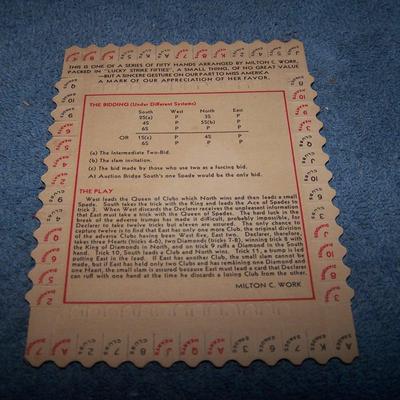 THIS IS ONE OF A SERIES OF FIFTY HANDS ARRANGED BY MILTON C. WORK,
PACKED IN "LUCKY STRIKE FIFTIES", A SMALL THING, OF NO GREAT VALUE
—BUT A SINCERE GESTURE ON OUR PART TO MISS AMERICA
A MARK OF OUR APPRECIATION OF HER FAVOR.
THE BIDDING (Under Different Systems)
South West North East
2S(a) P 3S P
4S P 5S(b) P
6S P P P
OR 1S(c) P 4S P
6S P P P
(a) The Intermediate Two-Bid.
(b) The slam invitation.
(c) The bid made by those who use two as a forcing bid.
At Auction Bridge South's one Spade would be the only bid.
THE PLAY
West leads the Queen of Clubs which North wins and then leads a small
Spade. South takes the trick with the King and leads the Ace of Spades to
trick 3. When West discards the Declarer receives the unpleasant information
that East must take a trick with the Queen of Spades. The hard luck in the
break of the adverse trumps has made it difficult, probably impossible, for
Declarer to take twelve tricks but eleven are assured. The only chance to
capture twelve is to find that East has only one Club, the original division
of the adverse Clubs having been West five, East two. Declarer, therefore,
takes three Hearts (tricks 4-6), two Diamonds (tricks 7-8), winning trick 8 with
the King of Diamonds in North, and on trick 9 ruffs a Diamond in the South
hand. Trick 10, South leads a Club and North wins. Trick 11, a trump is led
putting East in the lead. If East has another Club, the small slam cannot be
made, but if East has held only two Clubs and has remaining one Diamond and
one Heart, the small slam is assured because East must lead a card that Declarer
can ruff with one hand at the time he discards a losing Club from the other.
MILTON C. WORK